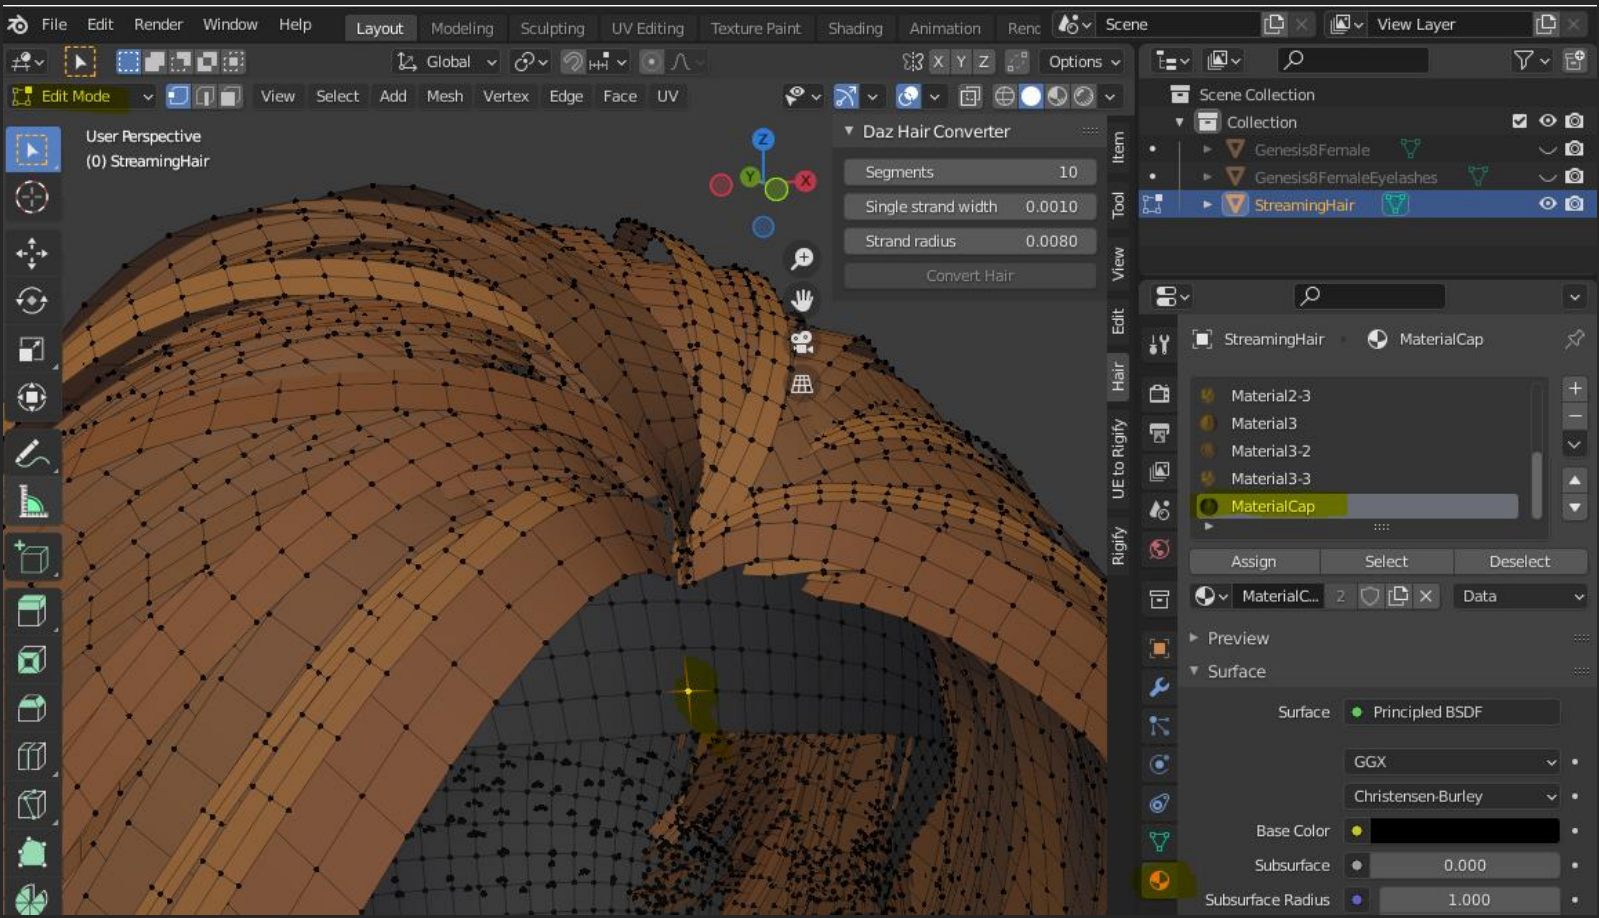 File Edit Render Window Help Layout Modeling Sculpting UV Editing Texture Paint Shading Animation Scene View Layer
Global X Y Z Options
Edit Mode View Select Add Mesh Vertex Edge Face UV
User Perspective
(0) StreamingHair
Z
Y
X
Daz Hair Converter
Segments 10
Single strand width 0.0010
Strand radius 0.0080
Convert Hair
Item
Tool
View
Edit
Hair
UE to Rigify
Rigify
Scene Collection
Collection
Genesis8Female
Genesis8FemaleEyelashes
StreamingHair
StreamingHair MaterialCap
Material2-3
Material3
Material3-2
Material3-3
MaterialCap
Assign Select Deselect
MaterialC... 2 Data
Preview
Surface
Surface Principled BSDF
GGX
Christensen-Burley
Base Color
Subsurface 0.000
Subsurface Radius 1.000